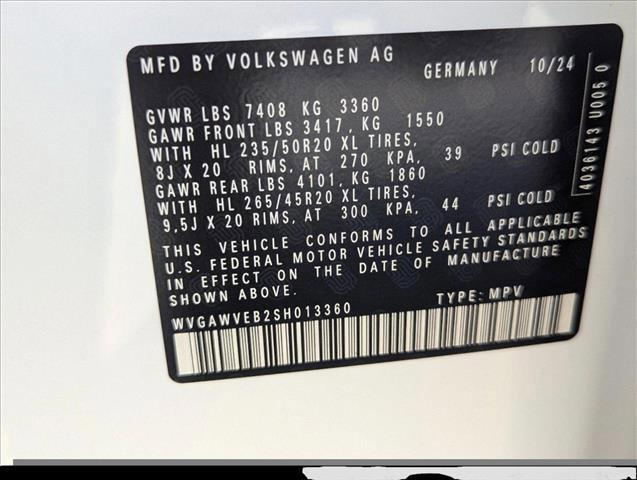 MFD BY VOLKSWAGEN AG GERMANY 10/24
GVWR LBS 7408 KG 3360
GAWR FRONT LBS 3417, KG 1550
WITH HL 235/50R20 XL TIRES,
8J X 20 RIMS, AT 270 KPA, 39 PSI COLD
GAWR REAR LBS 4101, KG 1860
WITH HL 265/45R20 XL TIRES,
9,5J X 20 RIMS, AT 300 KPA, 44 PSI COLD
THIS VEHICLE CONFORMS TO ALL APPLICABLE
U.S. FEDERAL MOTOR VEHICLE SAFETY STANDARDS
IN EFFECT ON THE DATE OF MANUFACTURE
SHOWN ABOVE.
WVGAWVEB2SH013360 TYPE: MPV
4036143 U005 0